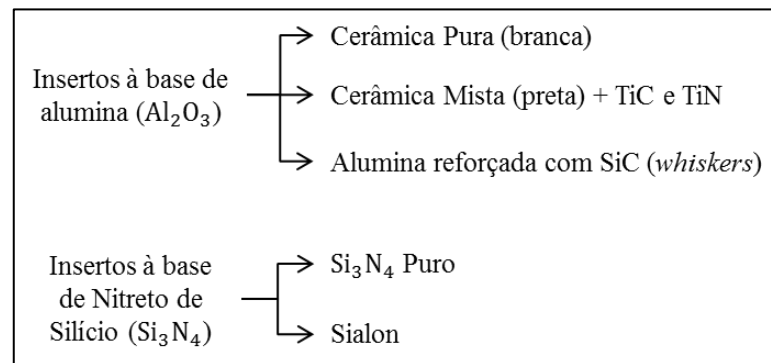 Insertos à base de
alumina (Al₂O₃)
Cerâmica Pura (branca)
Cerâmica Mista (preta) + TiC e TiN
Alumina reforçada com SiC (whiskers)
Insertos à base
de Nitreto de
Silício (Si₃N₄)
Si₃N₄ Puro
Sialon